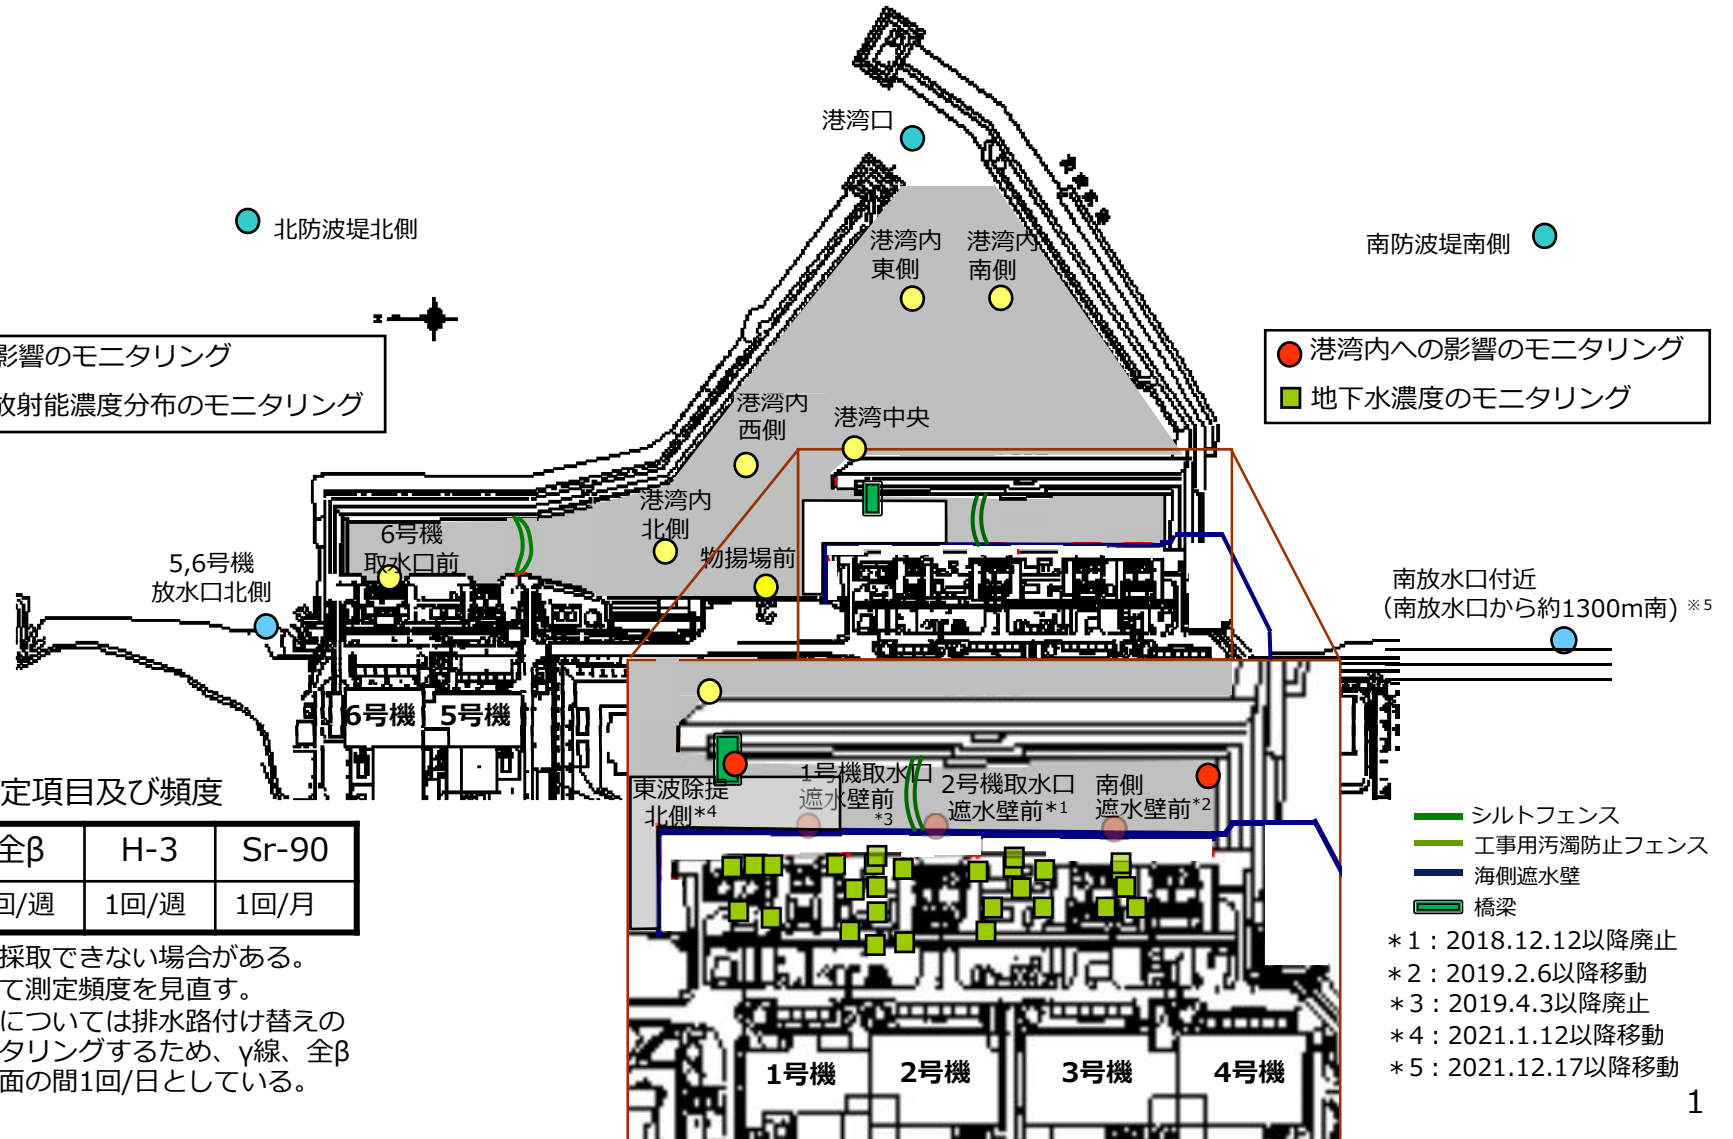 港湾口
北防波堤北側
南防波堤南側
港湾内
東側
港湾内
南側
影響のモニタリング
放射能濃度分布のモニタリング
港湾内への影響のモニタリング
地下水濃度のモニタリング
港湾内
西側
港湾中央
港湾内
北側
6号機
取水口前
物揚場前
5,6号機
放水口北側
南放水口付近
（南放水口から約1300m南) ※5
6号機
5号機
定項目及び頻度
全β
H-3
Sr-90
回/週
1回/週
1回/月
採取できない場合がある。
て測定頻度を見直す。
については排水路付け替えの
タリングするため、γ線、全β
面の間1回/日としている。
東波除堤
北側*4
1号機取水口
遮水壁前
*3
2号機取水口
遮水壁前*1
南側
遮水壁前*2
1号機
2号機
3号機
4号機
シルトフェンス
工事用汚濁防止フェンス
海側遮水壁
橋梁
＊1：2018.12.12以降廃止
＊2：2019.2.6以降移動
＊3：2019.4.3以降廃止
＊4：2021.1.12以降移動
＊5：2021.12.17以降移動
1